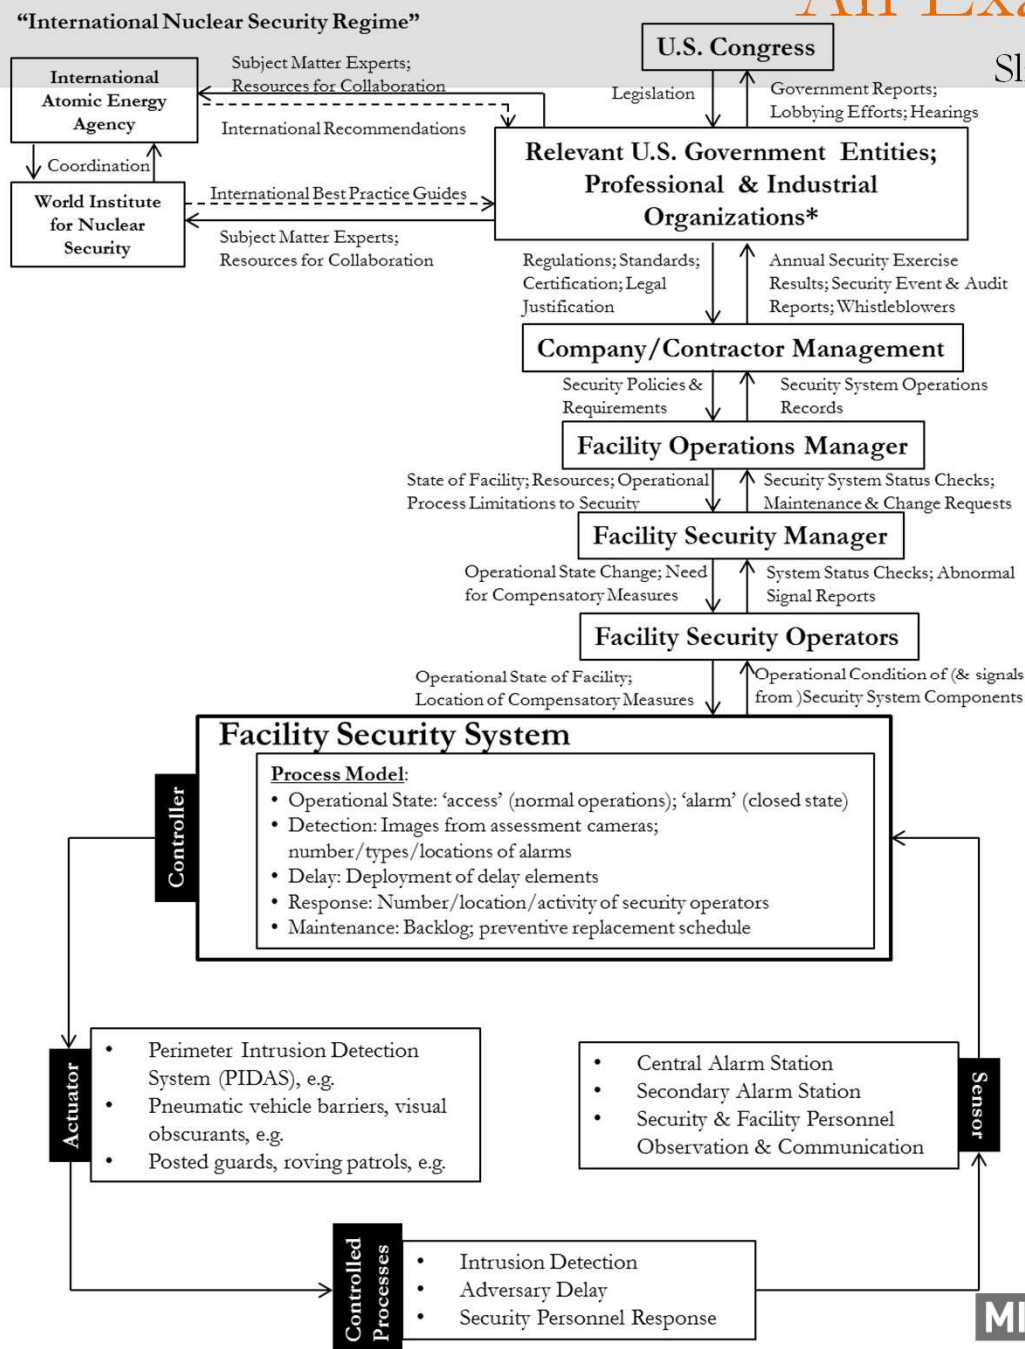 An Exa
Sli
"International Nuclear Security Regime"
International
Atomic Energy
Agency
Subject Matter Experts;
Resources for Collaboration
International Recommendations
Coordination
World Institute
for Nuclear
Security
International Best Practice Guides
Subject Matter Experts;
Resources for Collaboration
U.S. Congress
Legislation
Government Reports;
Lobbying Efforts; Hearings
Relevant U.S. Government Entities;
Professional & Industrial
Organizations*
Regulations; Standards;
Certification; Legal
Justification
Annual Security Exercise
Results; Security Event & Audit
Reports; Whistleblowers
Company/Contractor Management
Security Policies &
Requirements
Security System Operations
Records
Facility Operations Manager
State of Facility; Resources; Operational
Process Limitations to Security
Security System Status Checks;
Maintenance & Change Requests
Facility Security Manager
Operational State Change; Need
for Compensatory Measures
System Status Checks; Abnormal
Signal Reports
Facility Security Operators
Operational State of Facility;
Location of Compensatory Measures
Operational Condition of (& signals
from )Security System Components
Facility Security System
Controller
Process Model:
• Operational State: 'access' (normal operations); 'alarm' (closed state)
• Detection: Images from assessment cameras;
number/types/locations of alarms
• Delay: Deployment of delay elements
• Response: Number/location/activity of security operators
• Maintenance: Backlog; preventive replacement schedule
Actuator
• Perimeter Intrusion Detection
System (PIDAS), e.g.
• Pneumatic vehicle barriers, visual
obscurants, e.g.
• Posted guards, roving patrols, e.g.
• Central Alarm Station
• Secondary Alarm Station
• Security & Facility Personnel
Observation & Communication
Sensor
Controlled
Processes
• Intrusion Detection
• Adversary Delay
• Security Personnel Response